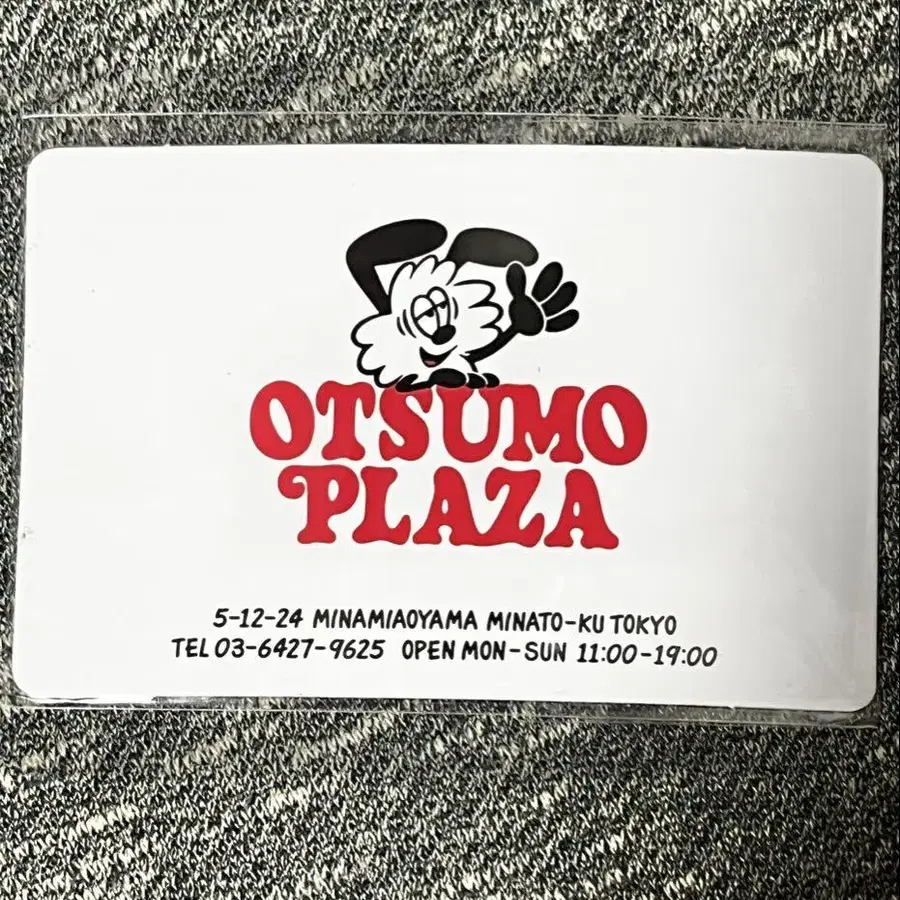 OTSUMO
PLAZA
5-12-24 MINAMIAOYAMA MINATO-KU TOKYO
TEL 03-6427-9625 OPEN MON-SUN 11:00-19:00